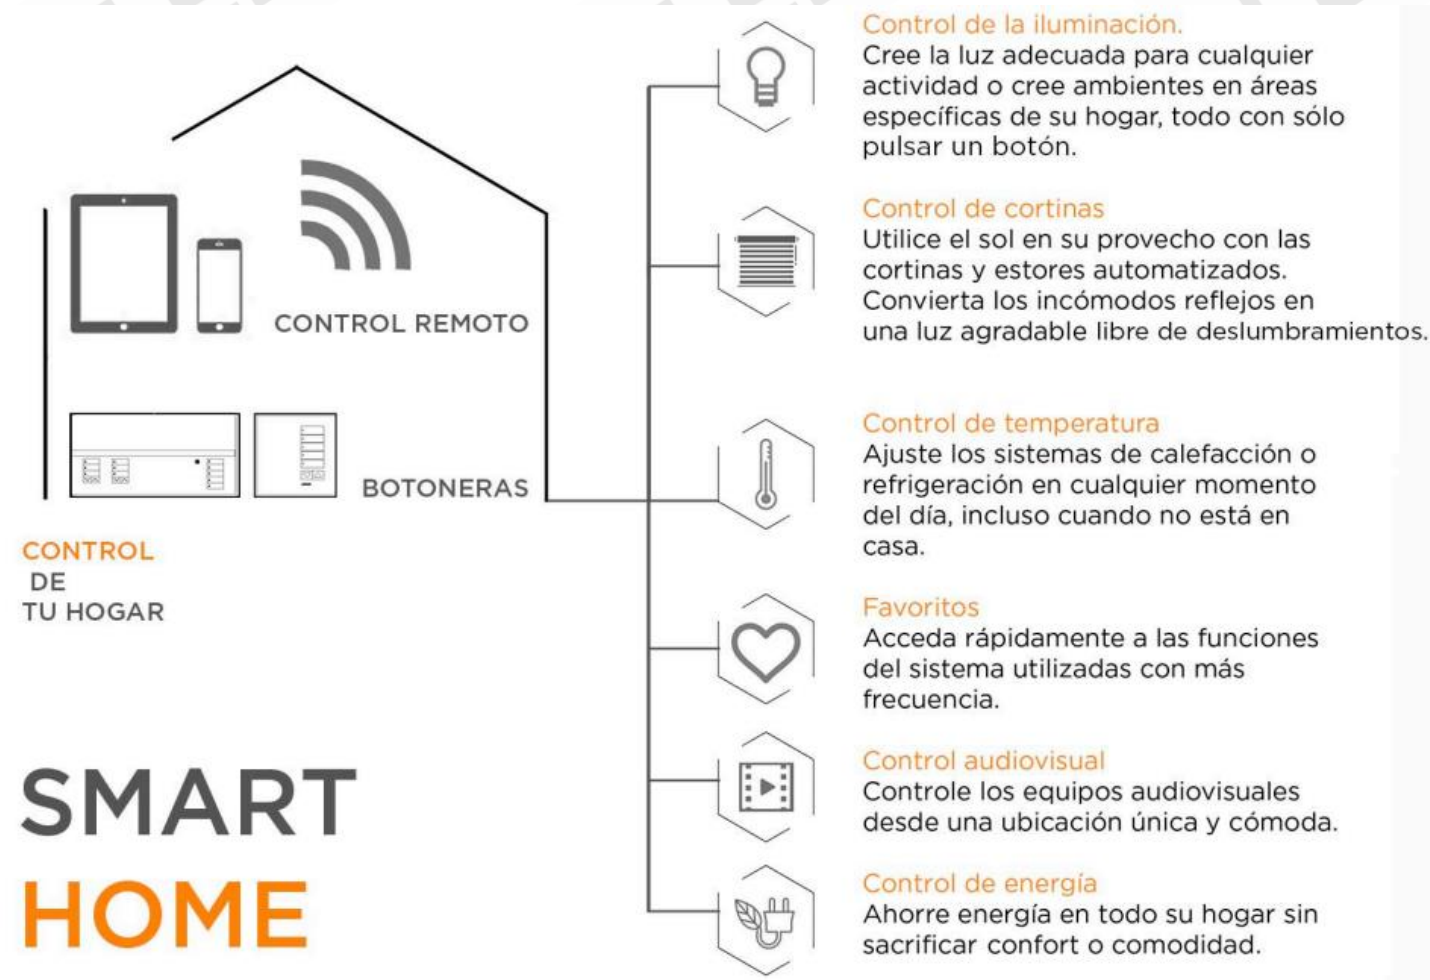 Control de la iluminación.
Cree la luz adecuada para cualquier
actividad o cree ambientes en áreas
específicas de su hogar, todo con sólo
pulsar un botón.
Control de cortinas
Utilice el sol en su provecho con las
cortinas y estores automatizados.
Convierta los incómodos reflejos en
una luz agradable libre de deslumbramientos.
CONTROL REMOTO
Control de temperatura
Ajuste los sistemas de calefacción o
refrigeración en cualquier momento
del día, incluso cuando no está en
casa.
BOTONERAS
CONTROL
DE
TU HOGAR
Favoritos
Acceda rápidamente a las funciones
del sistema utilizadas con más
frecuencia.
Control audiovisual
Controle los equipos audiovisuales
desde una ubicación única y cómoda.
Control de energía
Ahorre energía en todo su hogar sin
sacrificar confort o comodidad.
SMART
HOME